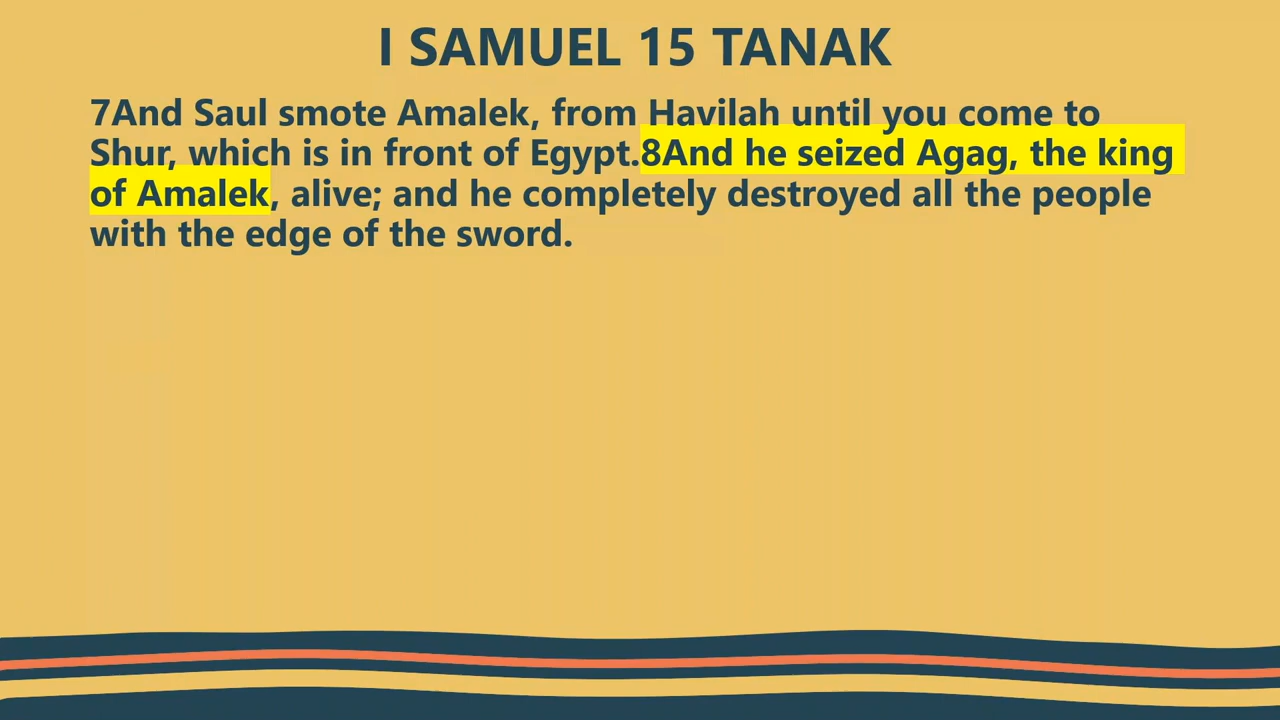 I SAMUEL 15 TANAK
7And Saul smote Amalek, from Havilah until you come to
Shur, which is in front of Egypt.8And he seized Agag, the king
of Amalek, alive; and he completely destroyed all the people
with the edge of the sword.